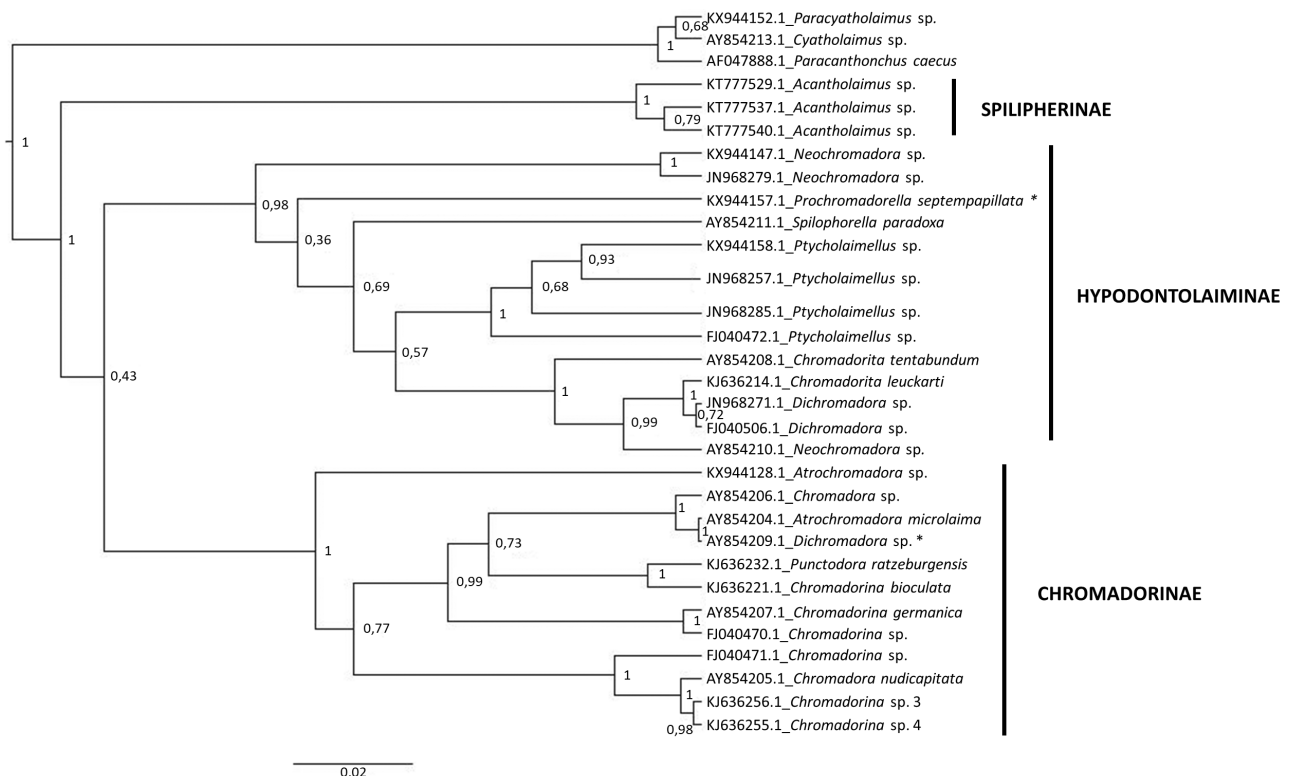 KX944152.1_Paracyatholaimus sp.
0,68
AY854213.1_Cyatholaimus sp.
1
AF047888.1_Paracanthonchus caecus
KT777529.1_Acantholaimus sp.
1
KT777537.1_Acantholaimus sp.
SPILIPHERINAE
0,79
KT777540.1_Acantholaimus sp.
1
KX944147.1_Neochromadora sp.
1
JN968279.1_Neochromadora sp.
0,98
KX944157.1_Prochromadorella septempapillata *
AY854211.1_Spilophorella paradoxa
1
0,36
KX944158.1_Ptycholaimellus sp.
0,93
JN968257.1_Ptycholaimellus sp.
0,69
0,68
HYPODONTOLAIMINAE
JN968285.1_Ptycholaimellus sp.
1
FJ040472.1_Ptycholaimellus sp.
0,57
AY854208.1_Chromadorita tentabundum
0,43
KJ636214.1_Chromadorita leuckarti
1
1
JN968271.1_Dichromadora sp.
0,72
0,99
FJ040506.1_Dichromadora sp.
AY854210.1_Neochromadora sp.
KX944128.1_Atrochromadora sp.
AY854206.1_Chromadora sp.
1
AY854204.1_Atrochromadora microlaima
1
AY854209.1_Dichromadora sp. *
0,73
1
KJ636232.1_Punctodora ratzeburgensis
1
0,99
KJ636221.1_Chromadorina bioculata
CHROMADORINAE
AY854207.1_Chromadorina germanica
1
0,77
FJ040470.1_Chromadorina sp.
FJ040471.1_Chromadorina sp.
1
AY854205.1_Chromadora nudicapitata
1
KJ636256.1_Chromadorina sp. 3
0,98
KJ636255.1_Chromadorina sp. 4
0.02